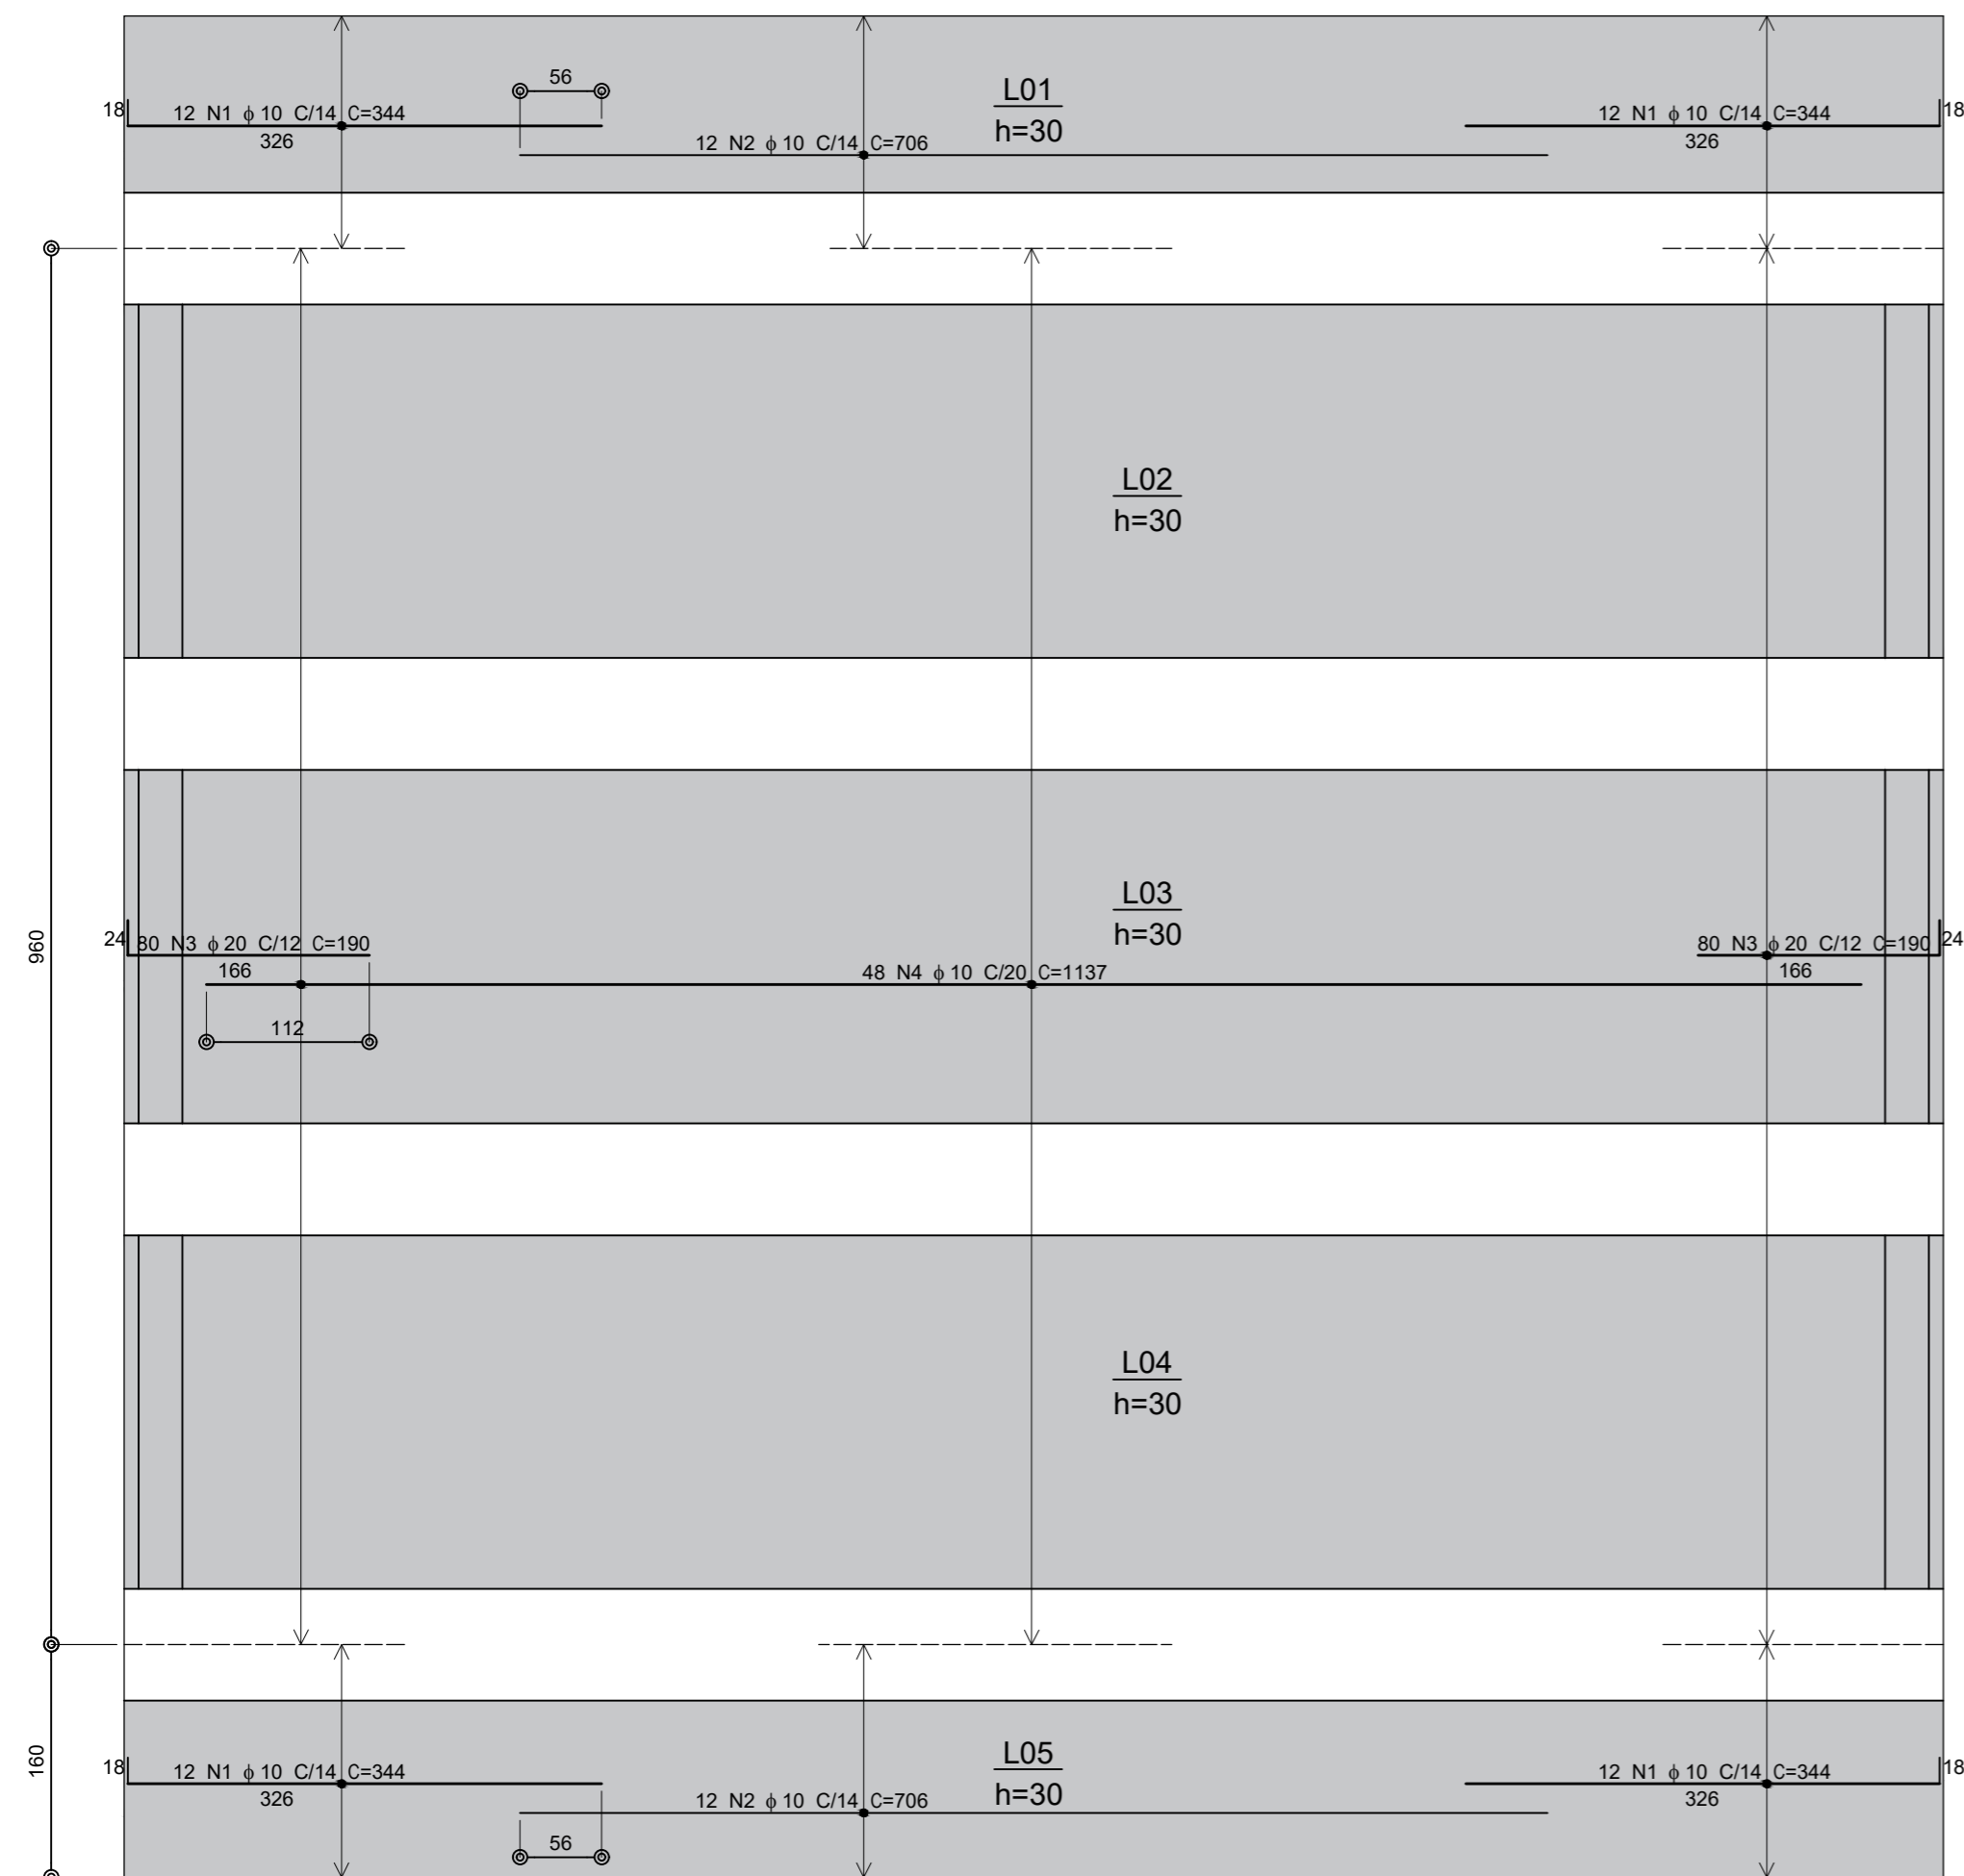 56
L01
h=30
18
12 N1 ϕ 10 C/14 C=344
326
12 N2 ϕ 10 C/14 C=706
12 N1 ϕ 10 C/14 C=344
326
18
L02
h=30
960
L03
h=30
24
80 N3 ϕ 20 C/12 C=190
166
48 N4 ϕ 10 C/20 C=1137
80 N3 ϕ 20 C/12 C=190
166
24
112
L04
h=30
160
L05
h=30
18
12 N1 ϕ 10 C/14 C=344
326
12 N2 ϕ 10 C/14 C=706
12 N1 ϕ 10 C/14 C=344
326
18
56